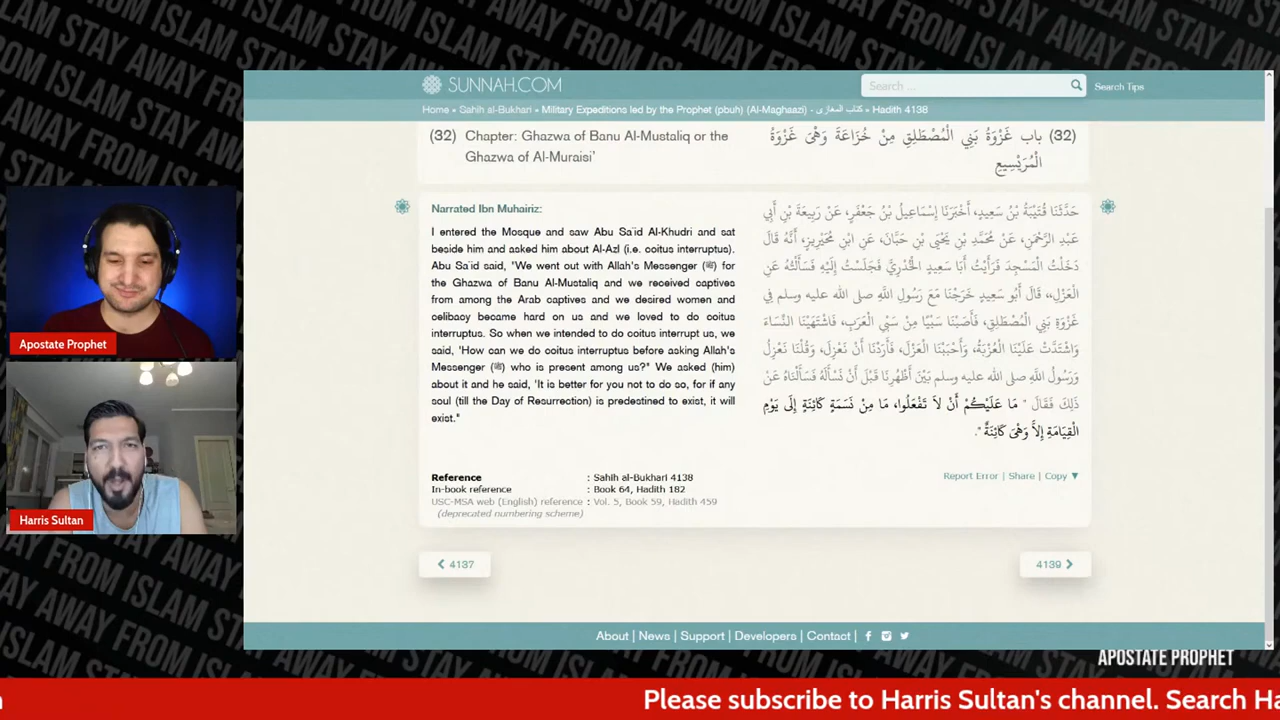 STAY AWAY FROM ISLAM STAY AWAY FROM ISLAM
SUNNAH.COM
Search ...
Search Tips
Home » Sahih al-Bukhari » Military Expeditions led by the Prophet (pbuh) (Al-Maghaazi) - كتاب المغازى » Hadith 4138
(32) Chapter: Ghazwa of Banu Al-Mustaliq or the
Ghazwa of Al-Muraisi'
(32) باب غَزْوَةُ بَنِي الْمُصْطَلِقِ مِنْ خُزَاعَةَ وَهْىَ غَزْوَةُ
الْمُرَيْسِيعِ
Narrated Ibn Muhairiz:
I entered the Mosque and saw Abu Sa`id Al-Khudri and sat
beside him and asked him about Al-Azl (i.e. coitus interruptus).
Abu Sa`id said, "We went out with Allah's Messenger (ﷺ) for
the Ghazwa of Banu Al-Mustaliq and we received captives
from among the Arab captives and we desired women and
celibacy became hard on us and we loved to do coitus
interruptus. So when we intended to do coitus interrupt us, we
said, 'How can we do coitus interruptus before asking Allah's
Messenger (ﷺ) who is present among us?" We asked (him)
about it and he said, 'It is better for you not to do so, for if any
soul (till the Day of Resurrection) is predestined to exist, it will
exist."
حَدَّثَنَا قُتَيْبَةُ بْنُ سَعِيدٍ، أَخْبَرَنَا إِسْمَاعِيلُ بْنُ جَعْفَرٍ، عَنْ رَبِيعَةَ بْنِ أَبِي
عَبْدِ الرَّحْمَنِ، عَنْ مُحَمَّدِ بْنِ يَحْيَى بْنِ حَبَّانَ، عَنِ ابْنِ مُحَيْرِيزٍ، أَنَّهُ قَالَ
دَخَلْتُ الْمَسْجِدَ فَرَأَيْتُ أَبَا سَعِيدٍ الْخُدْرِيَّ فَجَلَسْتُ إِلَيْهِ فَسَأَلْتُهُ عَنِ
الْعَزْلِ،، قَالَ أَبُو سَعِيدٍ خَرَجْنَا مَعَ رَسُولِ اللَّهِ صلى الله عليه وسلم فِي
غَزْوَةِ بَنِي الْمُصْطَلِقِ، فَأَصَبْنَا سَبْيًا مِنْ سَبْىِ الْعَرَبِ، فَاشْتَهَيْنَا النِّسَاءَ
وَاشْتَدَّتْ عَلَيْنَا الْعُزْبَةُ، وَأَحْبَبْنَا الْعَزْلَ، فَأَرَدْنَا أَنْ نَعْزِلَ، وَقُلْنَا نَعْزِلُ
وَرَسُولُ اللَّهِ صلى الله عليه وسلم بَيْنَ أَظْهُرِنَا قَبْلَ أَنْ نَسْأَلَهُ فَسَأَلْنَاهُ عَنْ
ذَلِكَ فَقَالَ " مَا عَلَيْكُمْ أَنْ لاَ تَفْعَلُوا، مَا مِنْ نَسَمَةٍ كَائِنَةٍ إِلَى يَوْمِ
الْقِيَامَةِ إِلاَّ وَهْىَ كَائِنَةٌ ".
Reference : Sahih al-Bukhari 4138
In-book reference : Book 64, Hadith 182
USC-MSA web (English) reference : Vol. 5, Book 59, Hadith 459
(deprecated numbering scheme)
Report Error | Share | Copy ▼
4137
4139
About | News | Support | Developers | Contact |
Apostate Prophet
Harris Sultan
APOSTATE PROPHET
Please subscribe to Harris Sultan's channel. Search Ha